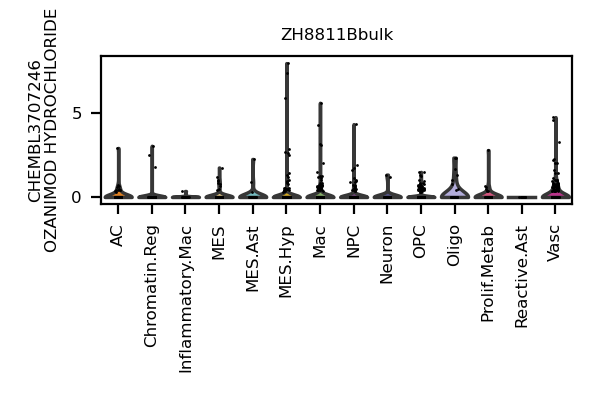 ZH8811Bbulk
CHEMBL3707246
OZANIMOD HYDROCHLORIDE
5
0
AC
Chromatin.Reg
Inflammatory.Mac
MES
MES.Ast
MES.Hyp
Mac
NPC
Neuron
OPC
Oligo
Prolif.Metab
Reactive.Ast
Vasc